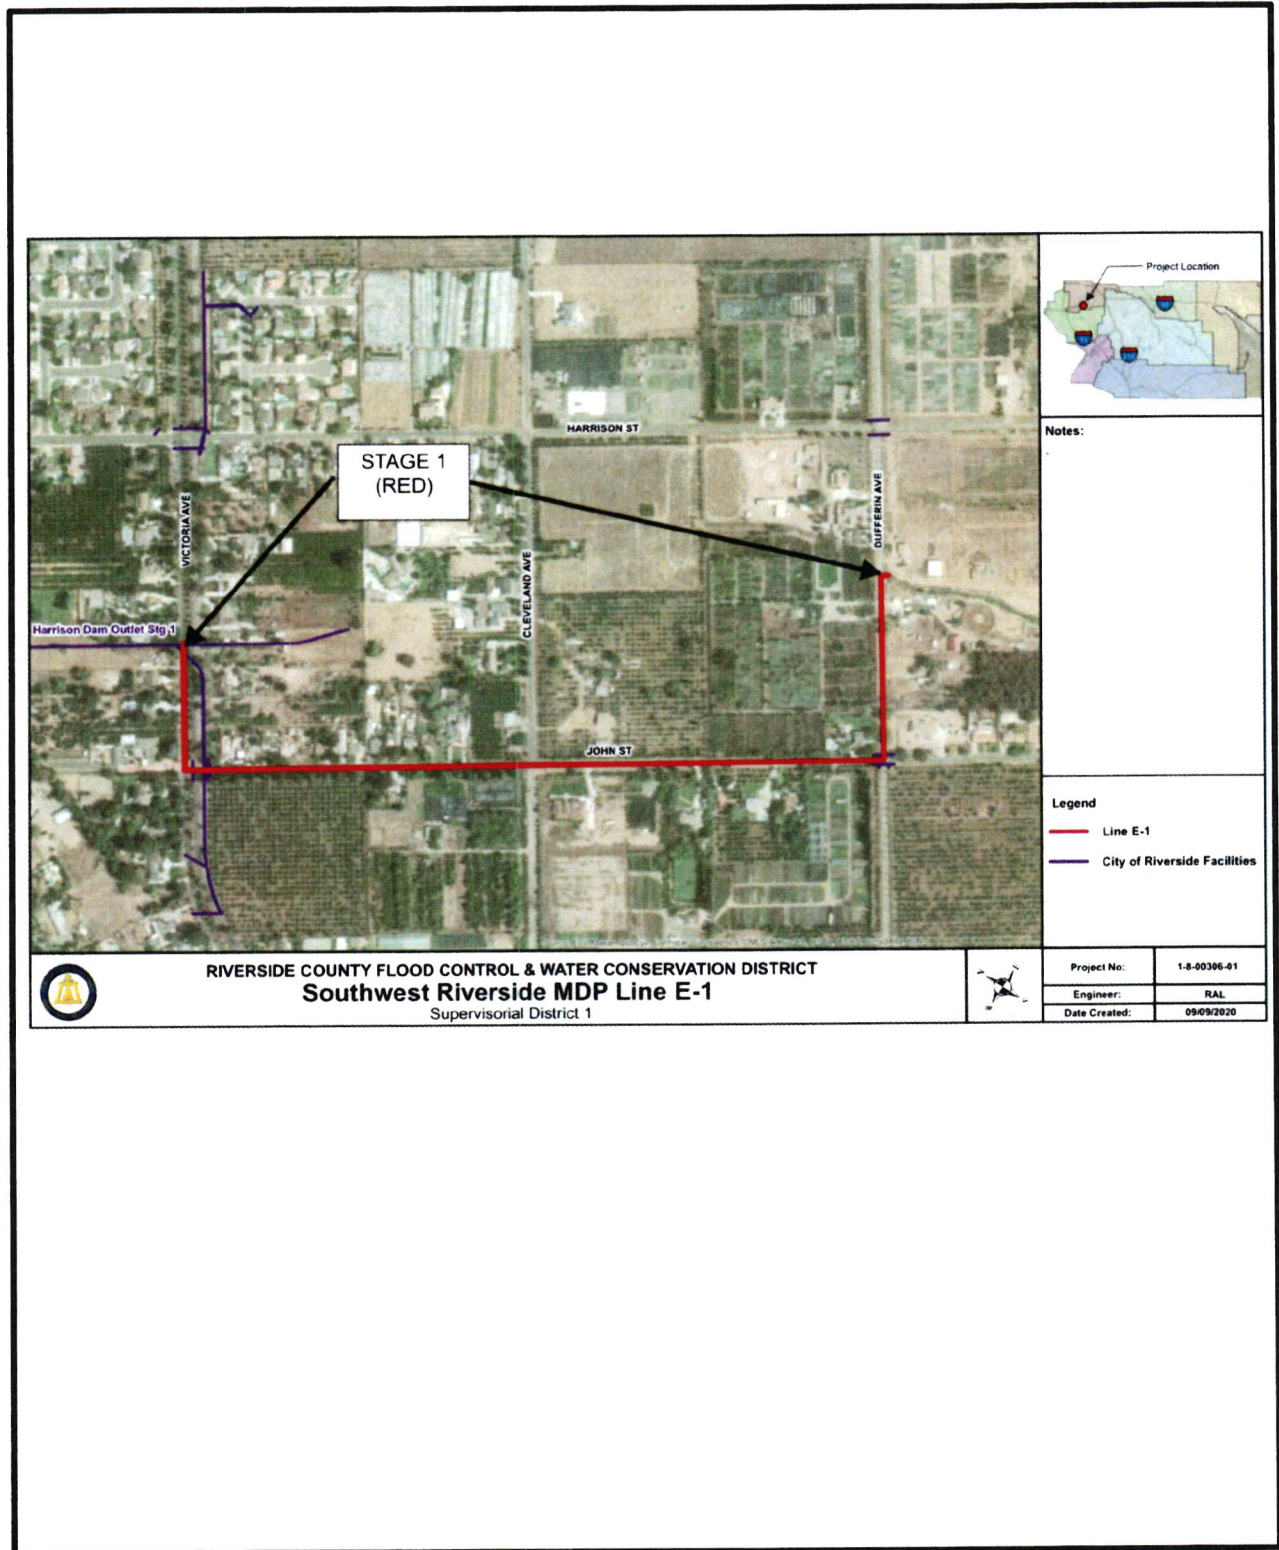 Project Location
HARRISON ST
Notes:
STAGE 1
(RED)
VICTORIA AVE
DUFFERIN AVE
CLEVELAND AVE
Harrison Dam Outlet Stg 1
JOHN ST
Legend
Line E-1
City of Riverside Facilities
RIVERSIDE COUNTY FLOOD CONTROL & WATER CONSERVATION DISTRICT
Southwest Riverside MDP Line E-1
Supervisorial District 1
Project No: 1-8-00306-01
Engineer: RAL
Date Created: 09/09/2020